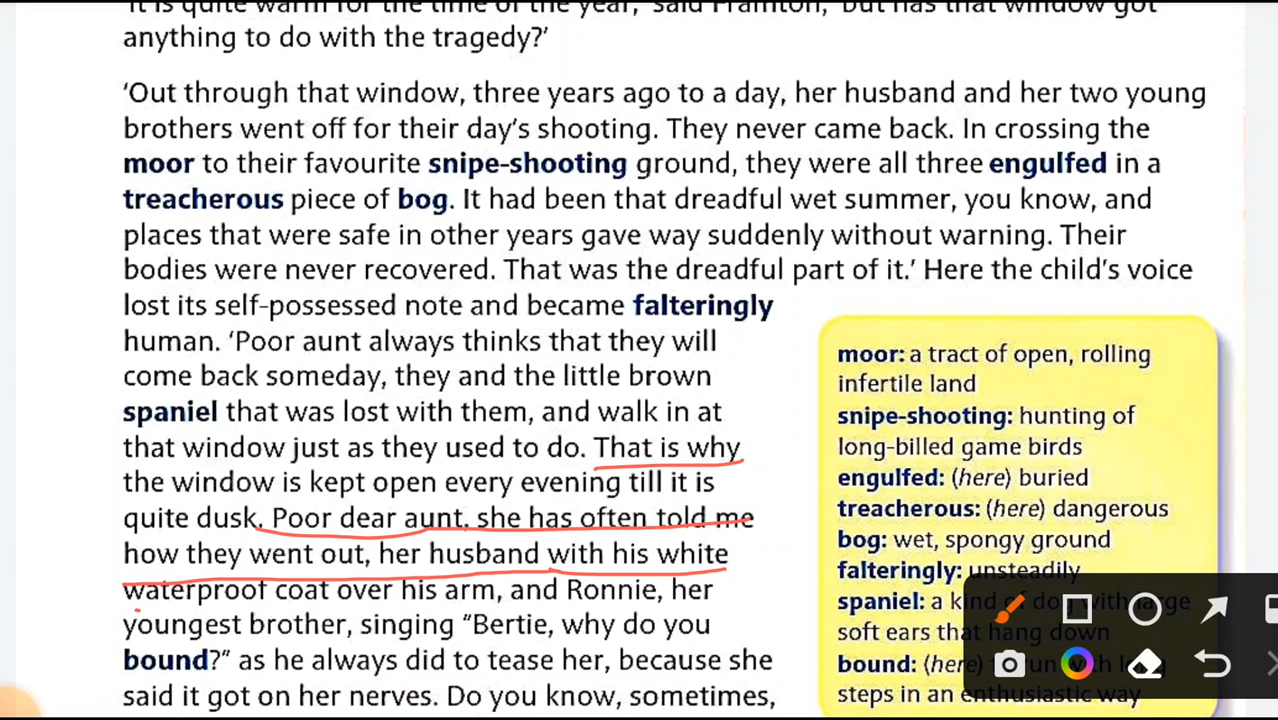 'It is quite warm for the time of the year,' said Framton, 'but has that window got
anything to do with the tragedy?'
'Out through that window, three years ago to a day, her husband and her two young
brothers went off for their day's shooting. They never came back. In crossing the
moor to their favourite snipe-shooting ground, they were all three engulfed in a
treacherous piece of bog. It had been that dreadful wet summer, you know, and
places that were safe in other years gave way suddenly without warning. Their
bodies were never recovered. That was the dreadful part of it.' Here the child's voice
lost its self-possessed note and became falteringly
human. 'Poor aunt always thinks that they will
come back someday, they and the little brown
spaniel that was lost with them, and walk in at
that window just as they used to do. That is why
the window is kept open every evening till it is
quite dusk. Poor dear aunt, she has often told me
how they went out, her husband with his white
waterproof coat over his arm, and Ronnie, her
youngest brother, singing "Bertie, why do you
bound?" as he always did to tease her, because she
said it got on her nerves. Do you know, sometimes,
moor: a tract of open, rolling
infertile land
snipe-shooting: hunting of
long-billed game birds
engulfed: (here) buried
treacherous: (here) dangerous
bog: wet, spongy ground
falteringly: unsteadily
spaniel: a kind of dog with large
soft ears that hang down
bound: (here) to run with long
steps in an enthusiastic way